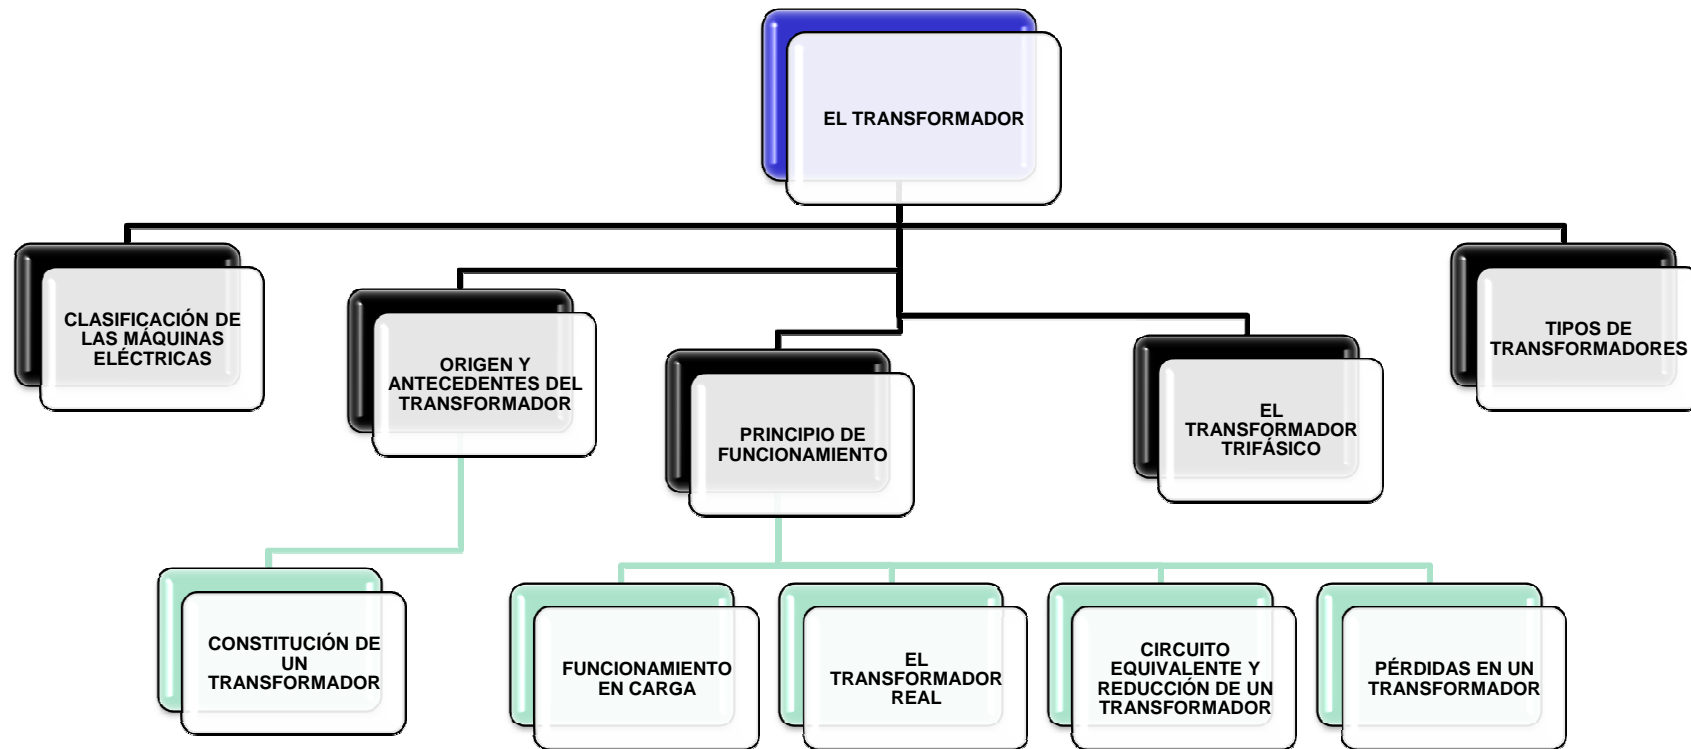 EL TRANSFORMADOR
CLASIFICACIÓN DE
LAS MÁQUINAS
ELÉCTRICAS
ORIGEN Y
ANTECEDENTES DEL
TRANSFORMADOR
PRINCIPIO DE
FUNCIONAMIENTO
EL
TRANSFORMADOR
TRIFÁSICO
TIPOS DE
TRANSFORMADORES
CONSTITUCIÓN DE
UN
TRANSFORMADOR
FUNCIONAMIENTO
EN CARGA
EL
TRANSFORMADOR
REAL
CIRCUITO
EQUIVALENTE Y
REDUCCIÓN DE UN
TRANSFORMADOR
PÉRDIDAS EN UN
TRANSFORMADOR